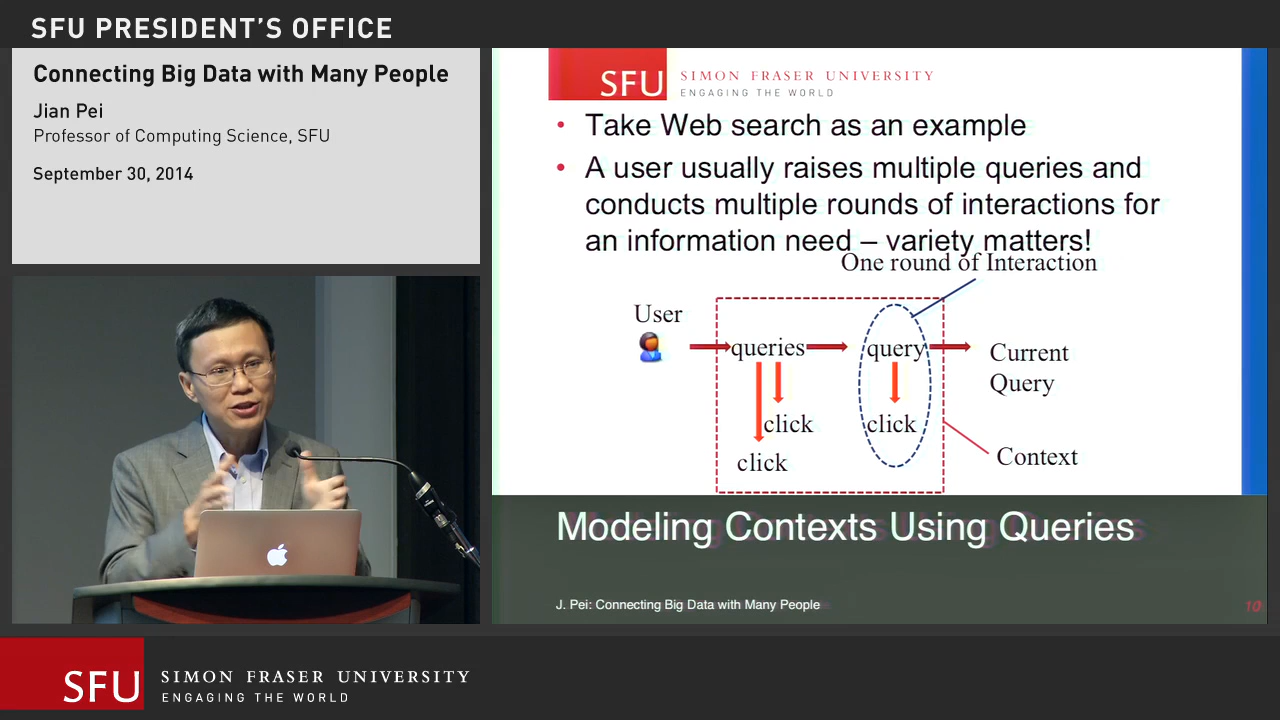 SFU PRESIDENT'S OFFICE
Connecting Big Data with Many People
Jian Pei
Professor of Computing Science, SFU
September 30, 2014
SFU SIMON FRASER UNIVERSITY
ENGAGING THE WORLD
• Take Web search as an example
• A user usually raises multiple queries and
conducts multiple rounds of interactions for
an information need – variety matters!
One round of Interaction
User
queries
query
Current
Query
click
click
click
Context
Modeling Contexts Using Queries
J. Pei: Connecting Big Data with Many People
10
SFU SIMON FRASER UNIVERSITY
ENGAGING THE WORLD